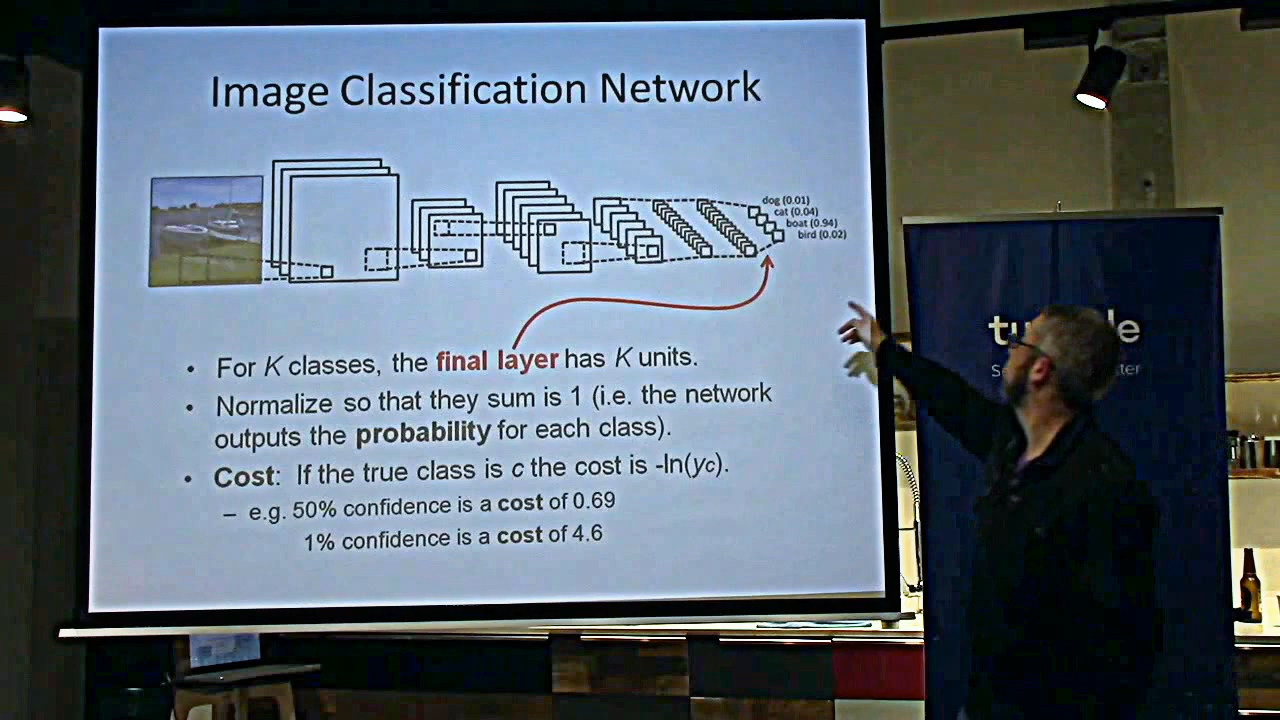 Image Classification Network
dog (0.01)
cat (0.04)
boat (0.94)
bird (0.02)
• For K classes, the final layer has K units.
• Normalize so that they sum is 1 (i.e. the network
outputs the probability for each class).
• Cost: If the true class is c the cost is -ln(yc).
– e.g. 50% confidence is a cost of 0.69
1% confidence is a cost of 4.6